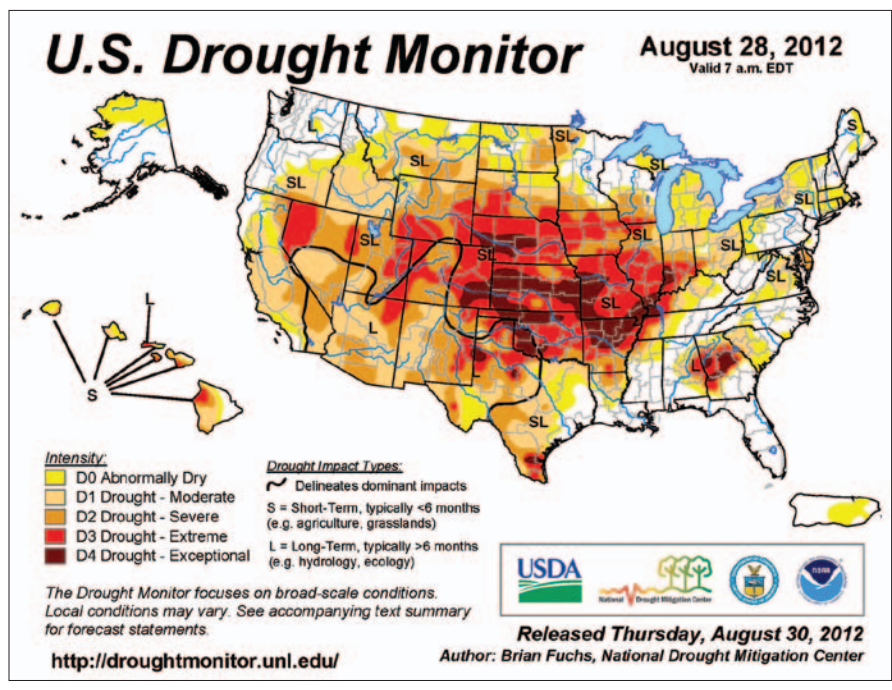 U.S. Drought Monitor
August 28, 2012
Valid 7 a.m. EDT
L
S
SL
SL
SL
SL
SL
SL
SL
SL
SL
SL
SL
SL
L
L
SL
L
S
Intensity:
D0 Abnormally Dry
D1 Drought - Moderate
D2 Drought - Severe
D3 Drought - Extreme
D4 Drought - Exceptional
Drought Impact Types:
Delineates dominant impacts
S = Short-Term, typically <6 months
(e.g. agriculture, grasslands)
L = Long-Term, typically >6 months
(e.g. hydrology, ecology)
USDA
National Drought Mitigation Center
The Drought Monitor focuses on broad-scale conditions.
Local conditions may vary. See accompanying text summary
for forecast statements.
http://droughtmonitor.unl.edu/
Released Thursday, August 30, 2012
Author: Brian Fuchs, National Drought Mitigation Center